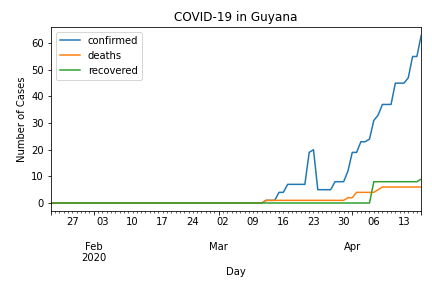 COVID-19 in Guyana
confirmed
deaths
recovered
Number of Cases
60
50
40
30
20
10
0
27 03 10 17 24 02 09 16 23 30 06 13
Feb Mar Apr
2020
Day